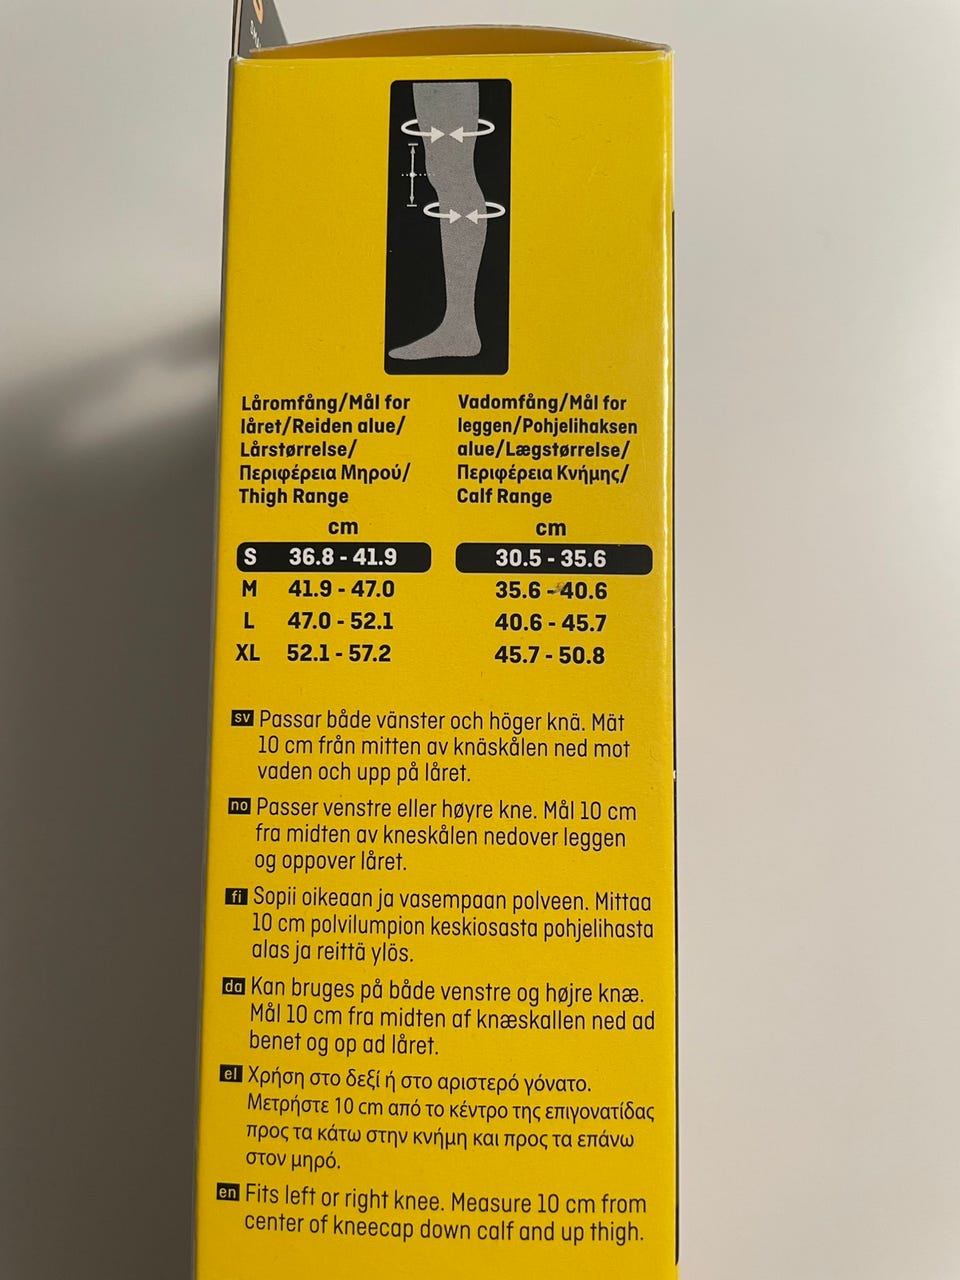 Låromfång/Mål for
låret/Reiden alue/
Lårstørrelse/
Περιφέρεια Μηρού/
Thigh Range
cm
Vadomfång/Mål for
leggen/Pohjelihaksen
alue/Lægstørrelse/
Περιφέρεια Κνήμης/
Calf Range
cm
S 36.8 - 41.9 30.5 - 35.6
M 41.9 - 47.0 35.6 - 40.6
L 47.0 - 52.1 40.6 - 45.7
XL 52.1 - 57.2 45.7 - 50.8
sv Passar både vänster och höger knä. Mät
10 cm från mitten av knäskålen ned mot
vaden och upp på låret.
no Passer venstre eller høyre kne. Mål 10 cm
fra midten av kneskålen nedover leggen
og oppover låret.
fi Sopii oikeaan ja vasempaan polveen. Mittaa
10 cm polvilumpion keskiosasta pohjelihasta
alas ja reittä ylös.
da Kan bruges på både venstre og højre knæ.
Mål 10 cm fra midten af knæskallen ned ad
benet og op ad låret.
el Χρήση στο δεξί ή στο αριστερό γόνατο.
Μετρήστε 10 cm από το κέντρο της επιγονατίδας
προς τα κάτω στην κνήμη και προς τα επάνω
στον μηρό.
en Fits left or right knee. Measure 10 cm from
center of kneecap down calf and up thigh.